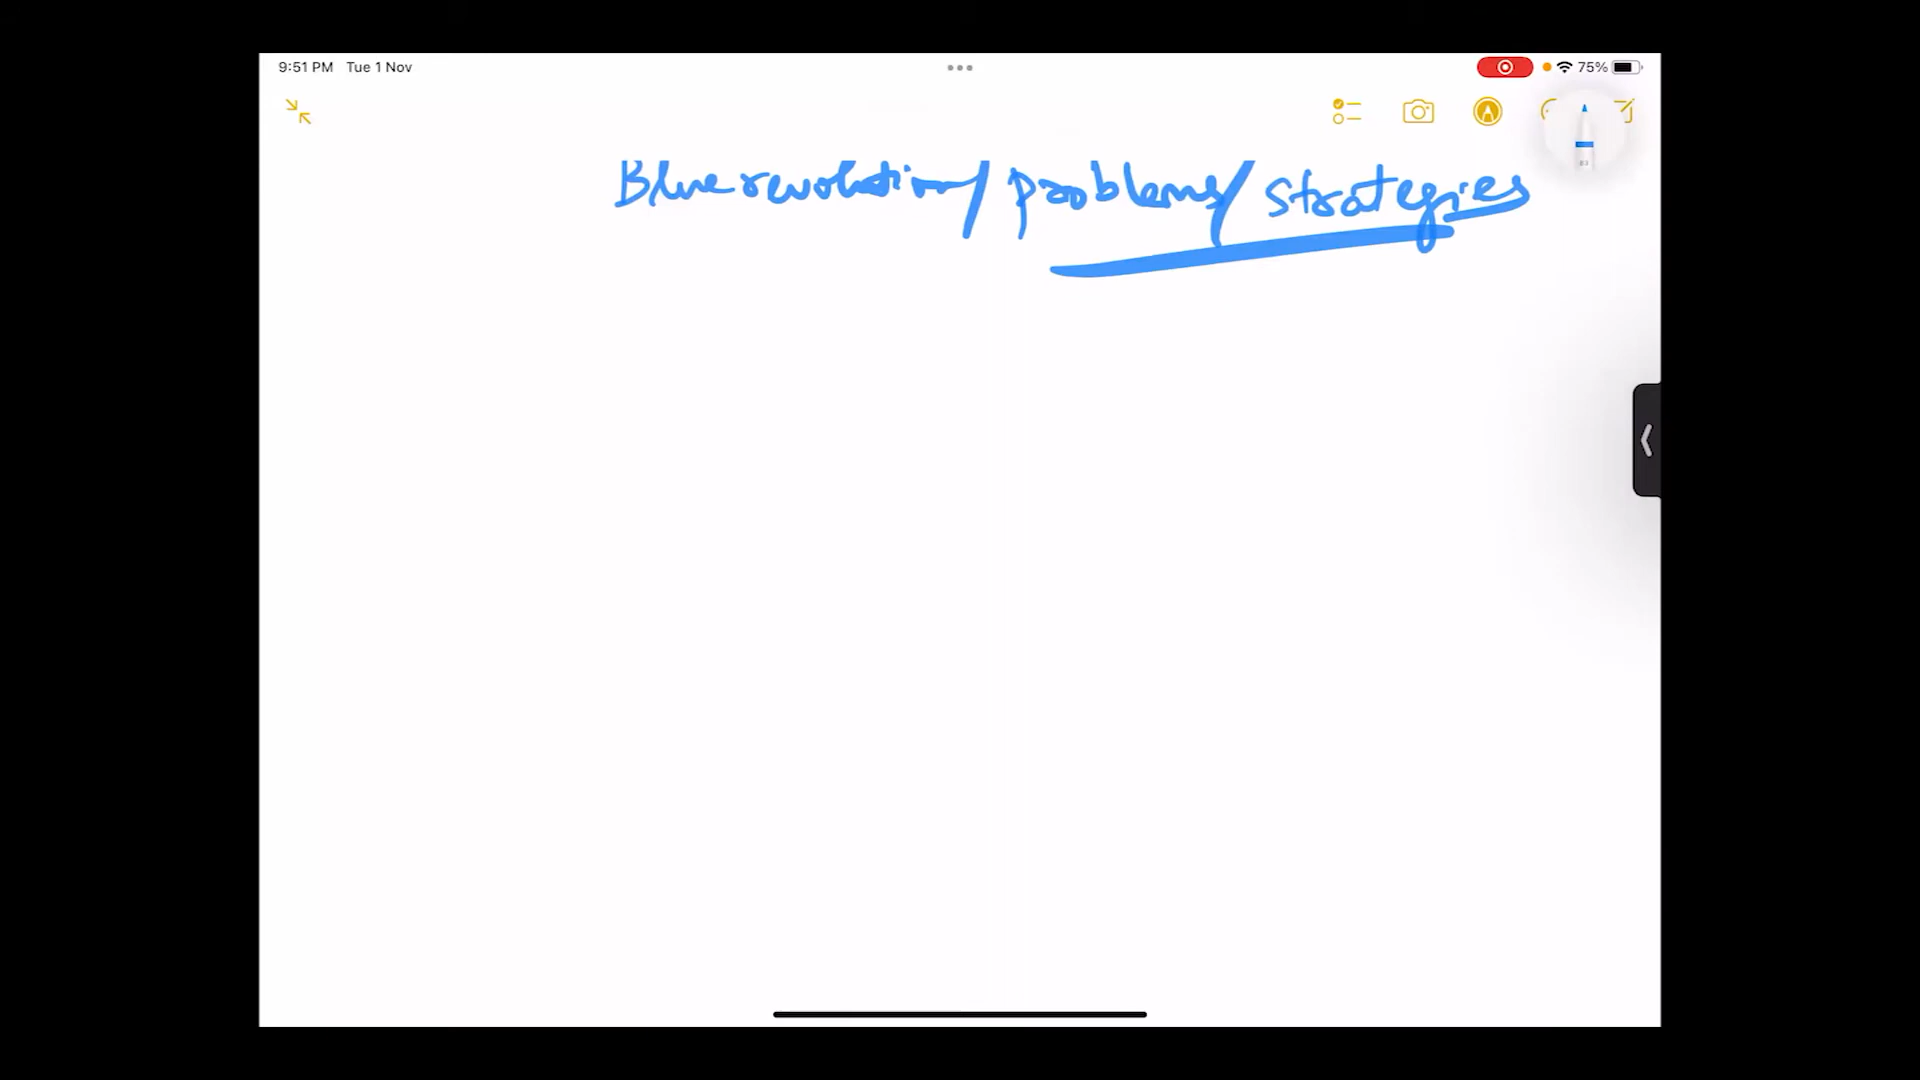 9:51 PM Tue 1 Nov
75%
Blue revolution/ problems/ strategies